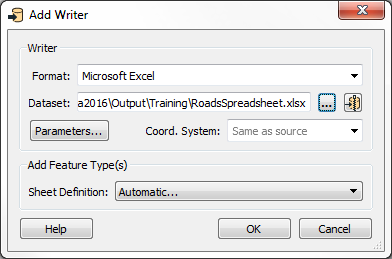 Add Writer
Writer
Format: Microsoft Excel
Dataset: a2016\Output\Training\RoadsSpreadsheet.xlsx ...
Parameters... Coord. System: Same as source
Add Feature Type(s)
Sheet Definition: Automatic...
Help OK Cancel